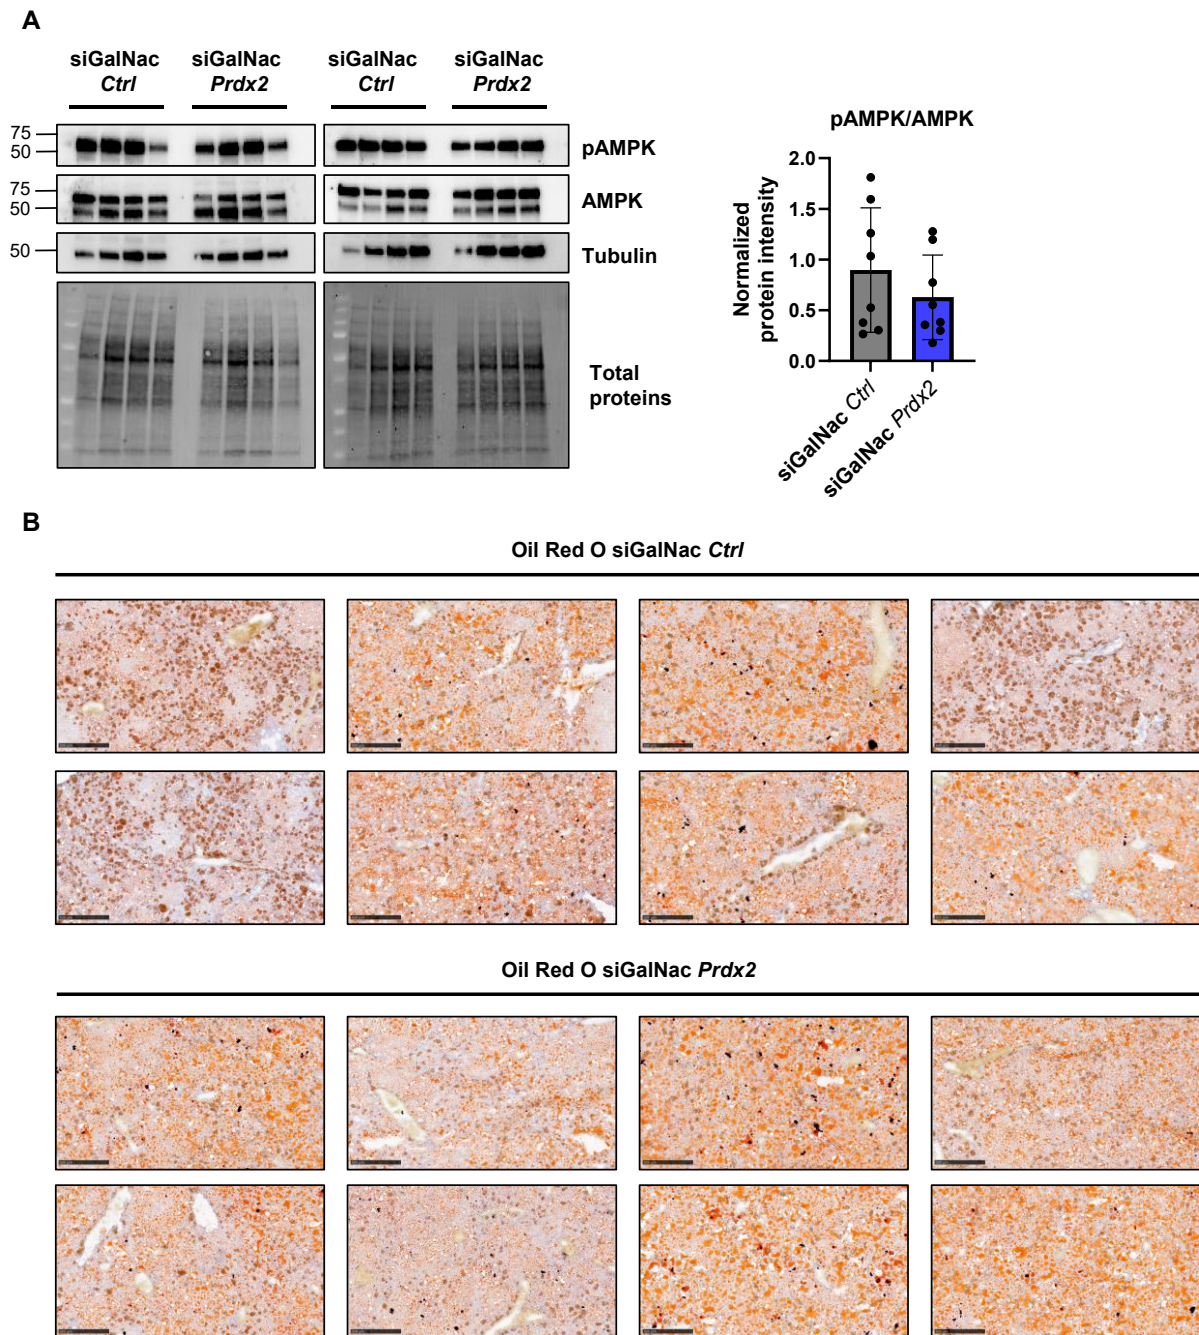 A
siGalNac
Ctrl
siGalNac
Prdx2
siGalNac
Ctrl
siGalNac
Prdx2
75
50
pAMPK
75
50
AMPK
50
Tubulin
Total
proteins
pAMPK/AMPK
Normalized
protein intensity
2.0
1.5
1.0
0.5
0.0
siGalNac Ctrl
siGalNac Prdx2
B
Oil Red O siGalNac Ctrl
Oil Red O siGalNac Prdx2